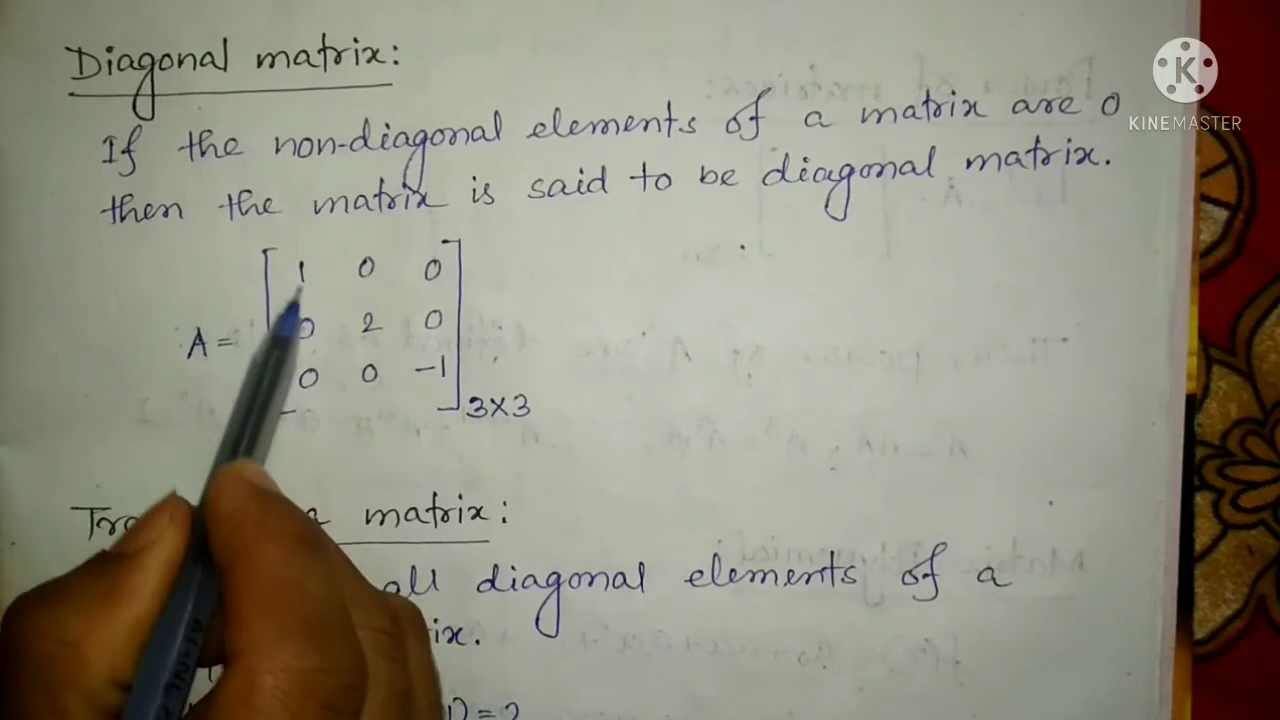 Diagonal matrix:
If the non-diagonal elements of a matrix are 0
then the matrix is said to be diagonal matrix.
1 0 0
A = 0 2 0
0 0 -1
3×3
matrix:
all diagonal elements of a
K
KINEMASTER